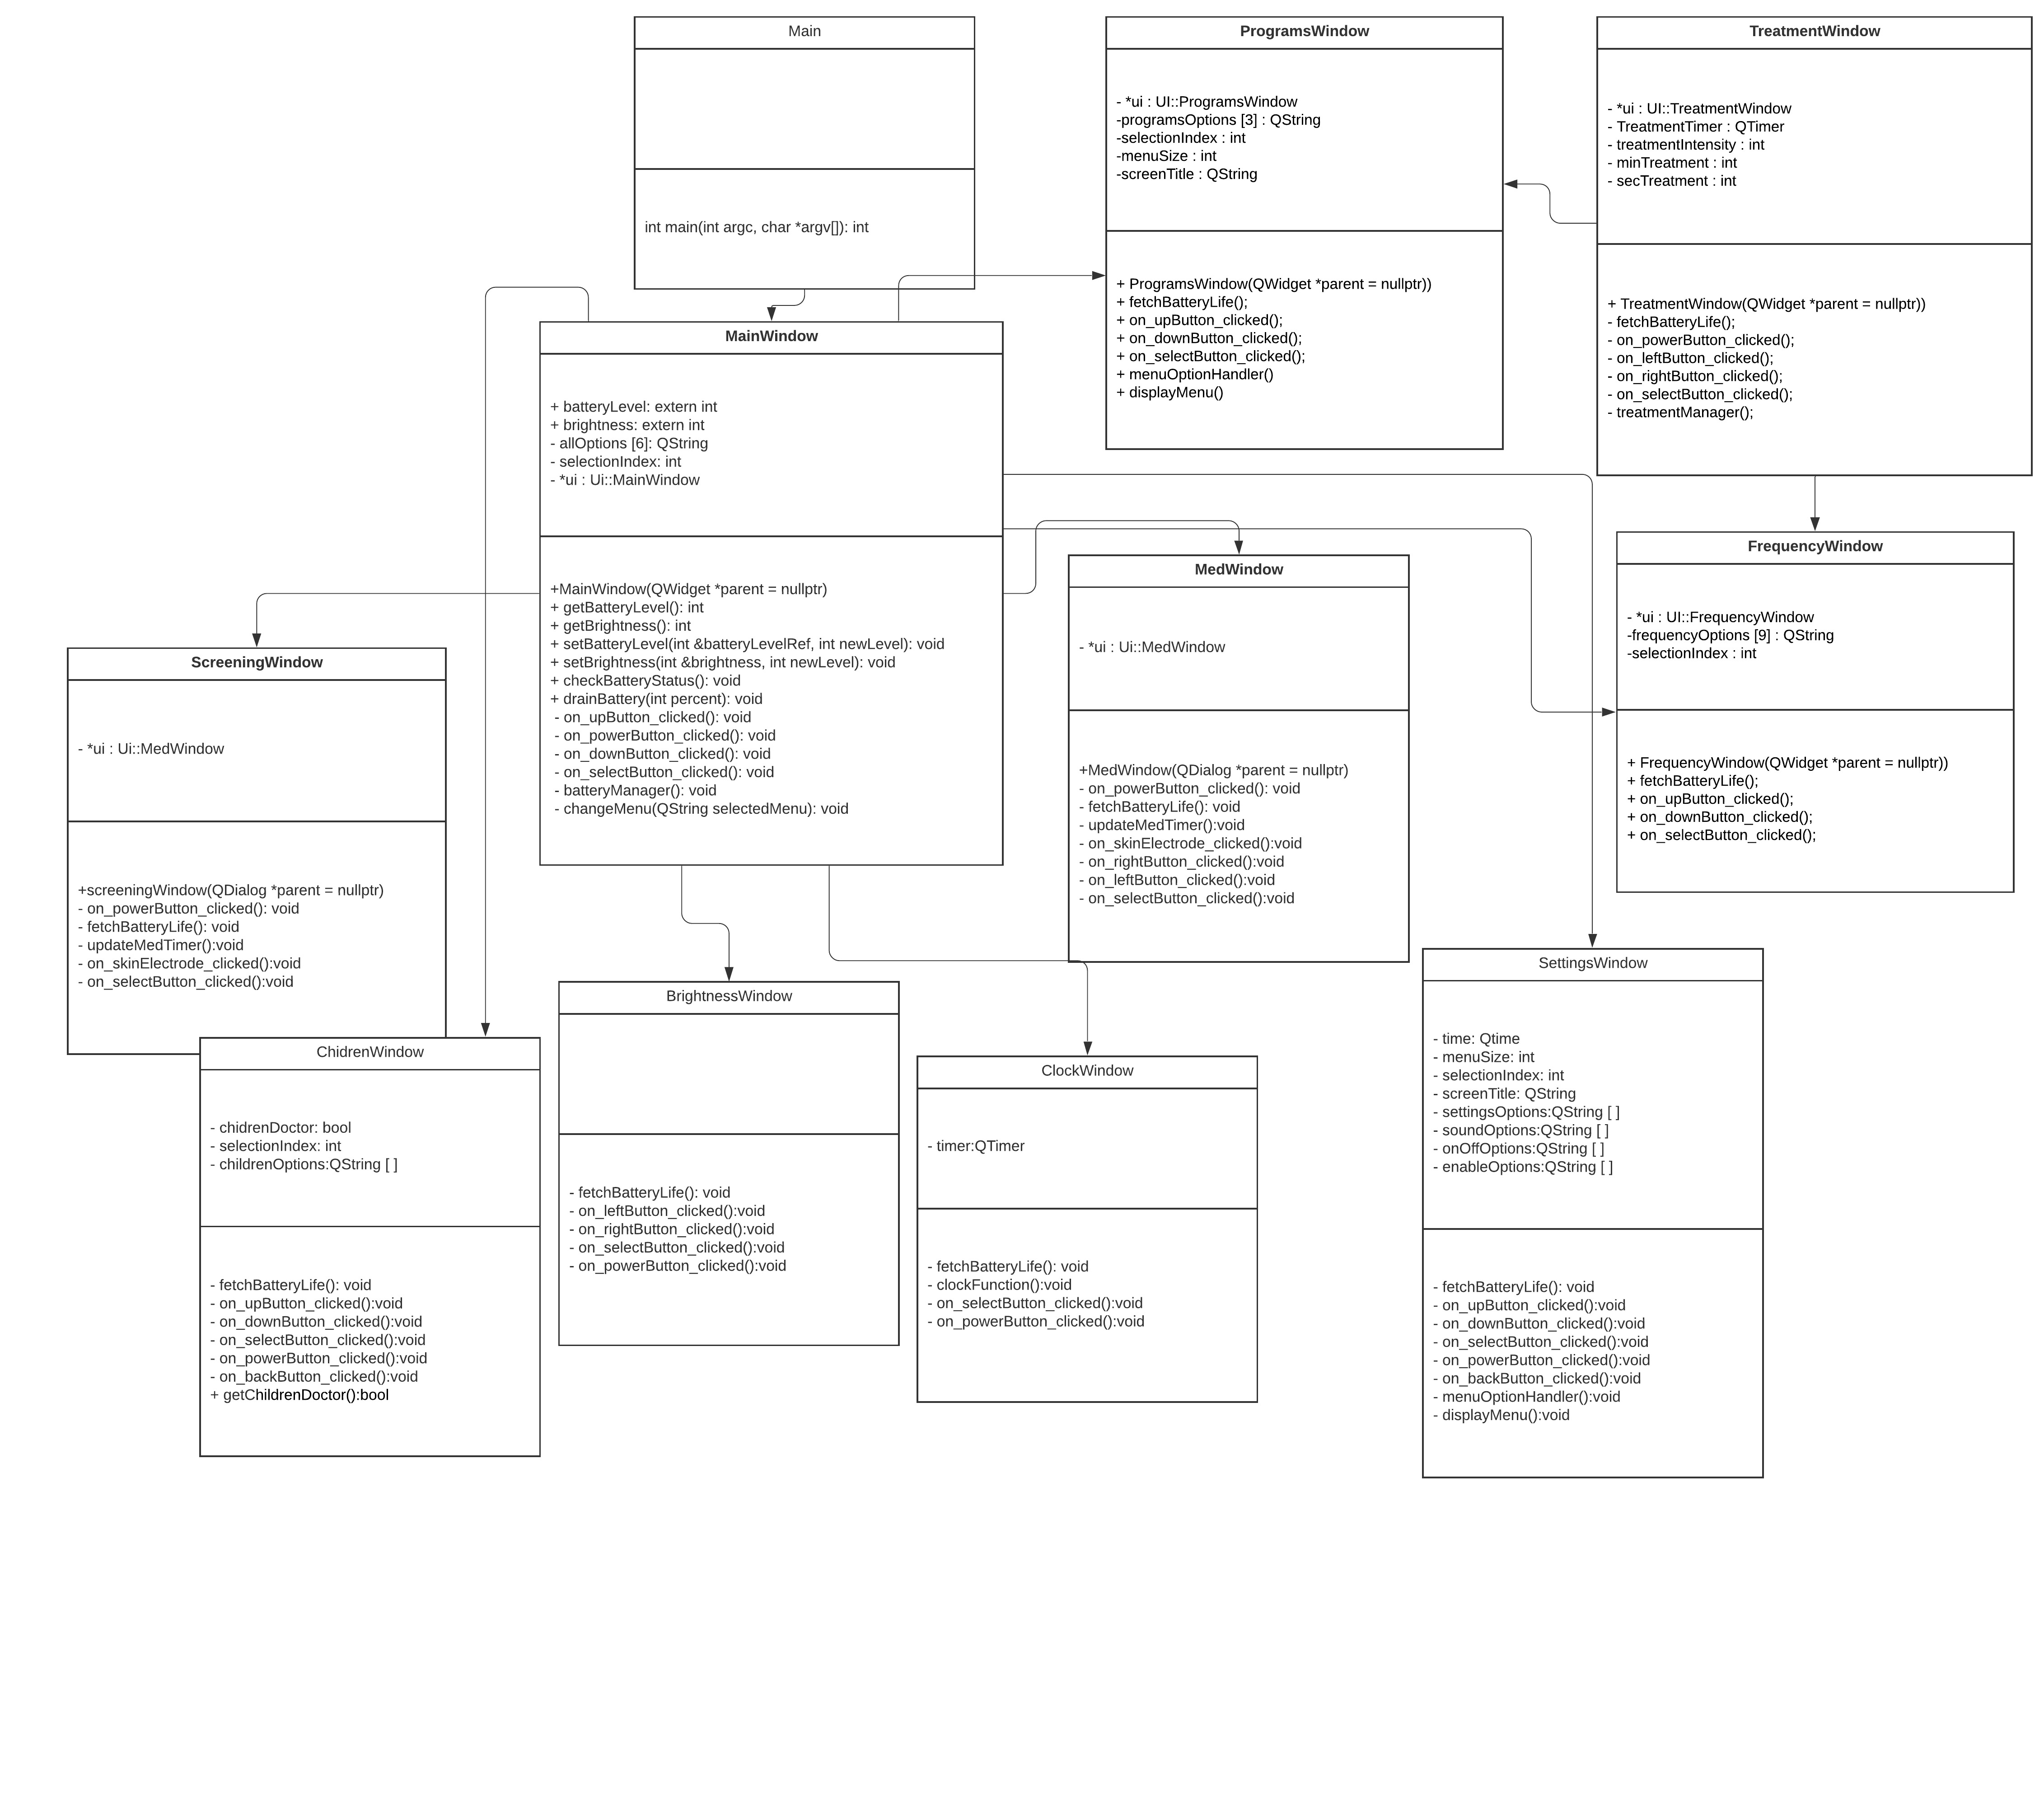 Main
int main(int argc, char *argv[]): int
ProgramsWindow
- *ui : UI::ProgramsWindow
-programsOptions [3] : QString
-selectionIndex : int
-menuSize : int
-screenTitle : QString
+ ProgramsWindow(QWidget *parent = nullptr))
+ fetchBatteryLife();
+ on_upButton_clicked();
+ on_downButton_clicked();
+ on_selectButton_clicked();
+ menuOptionHandler()
+ displayMenu()
TreatmentWindow
- *ui : UI::TreatmentWindow
- TreatmentTimer : QTimer
- treatmentIntensity : int
- minTreatment : int
- secTreatment : int
+ TreatmentWindow(QWidget *parent = nullptr))
- fetchBatteryLife();
- on_powerButton_clicked();
- on_leftButton_clicked();
- on_rightButton_clicked();
- on_selectButton_clicked();
- treatmentManager();
MainWindow
+ batteryLevel: extern int
+ brightness: extern int
- allOptions [6]: QString
- selectionIndex: int
- *ui : Ui::MainWindow
+MainWindow(QWidget *parent = nullptr)
+ getBatteryLevel(): int
+ getBrightness(): int
+ setBatteryLevel(int &batteryLevelRef, int newLevel): void
+ setBrightness(int &brightness, int newLevel): void
+ checkBatteryStatus(): void
+ drainBattery(int percent): void
- on_upButton_clicked(): void
- on_powerButton_clicked(): void
- on_downButton_clicked(): void
- on_selectButton_clicked(): void
- batteryManager(): void
- changeMenu(QString selectedMenu): void
MedWindow
- *ui : Ui::MedWindow
+MedWindow(QDialog *parent = nullptr)
- on_powerButton_clicked(): void
- fetchBatteryLife(): void
- updateMedTimer():void
- on_skinElectrode_clicked():void
- on_rightButton_clicked():void
- on_leftButton_clicked():void
- on_selectButton_clicked():void
FrequencyWindow
- *ui : UI::FrequencyWindow
-frequencyOptions [9] : QString
-selectionIndex : int
+ FrequencyWindow(QWidget *parent = nullptr))
+ fetchBatteryLife();
+ on_upButton_clicked();
+ on_downButton_clicked();
+ on_selectButton_clicked();
ScreeningWindow
- *ui : Ui::MedWindow
+screeningWindow(QDialog *parent = nullptr)
- on_powerButton_clicked(): void
- fetchBatteryLife(): void
- updateMedTimer():void
- on_skinElectrode_clicked():void
- on_selectButton_clicked():void
ChidrenWindow
- chidrenDoctor: bool
- selectionIndex: int
- childrenOptions:QString [ ]
- fetchBatteryLife(): void
- on_upButton_clicked():void
- on_downButton_clicked():void
- on_selectButton_clicked():void
- on_powerButton_clicked():void
- on_backButton_clicked():void
+ getChildrenDoctor():bool
BrightnessWindow
- fetchBatteryLife(): void
- on_leftButton_clicked():void
- on_rightButton_clicked():void
- on_selectButton_clicked():void
- on_powerButton_clicked():void
ClockWindow
- timer:QTimer
- fetchBatteryLife(): void
- clockFunction():void
- on_selectButton_clicked():void
- on_powerButton_clicked():void
SettingsWindow
- time: Qtime
- menuSize: int
- selectionIndex: int
- screenTitle: QString
- settingsOptions:QString [ ]
- soundOptions:QString [ ]
- onOffOptions:QString [ ]
- enableOptions:QString [ ]
- fetchBatteryLife(): void
- on_upButton_clicked():void
- on_downButton_clicked():void
- on_selectButton_clicked():void
- on_powerButton_clicked():void
- on_backButton_clicked():void
- menuOptionHandler():void
- displayMenu():void